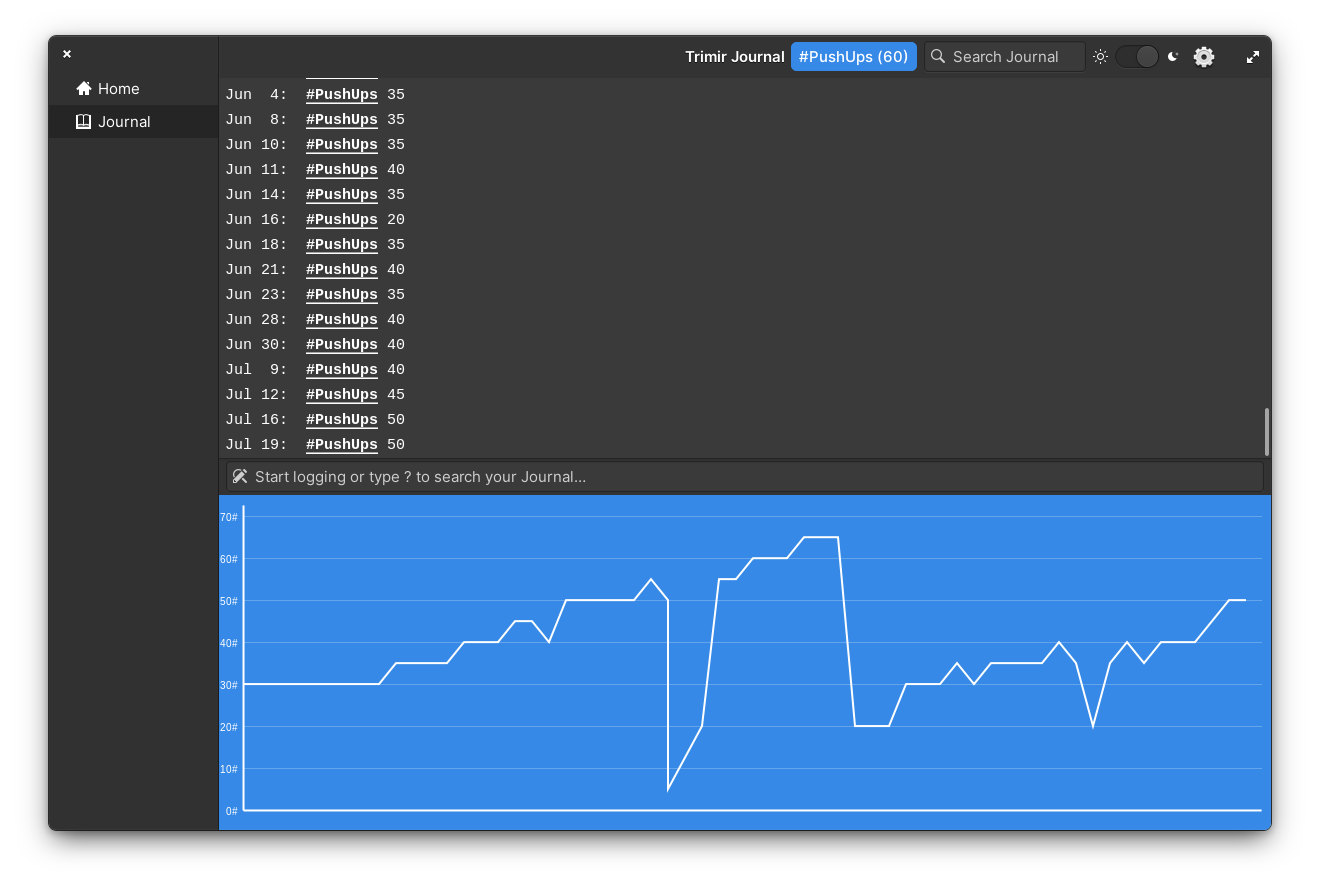 Trimir Journal #PushUps (60) Search Journal
Home
Journal
Jun  4:  #PushUps 35
Jun  8:  #PushUps 35
Jun 10:  #PushUps 35
Jun 11:  #PushUps 40
Jun 14:  #PushUps 35
Jun 16:  #PushUps 20
Jun 18:  #PushUps 35
Jun 21:  #PushUps 40
Jun 23:  #PushUps 35
Jun 28:  #PushUps 40
Jun 30:  #PushUps 40
Jul  9:  #PushUps 40
Jul 12:  #PushUps 45
Jul 16:  #PushUps 50
Jul 19:  #PushUps 50
Start logging or type ? to search your Journal...
70#
60#
50#
40#
30#
20#
10#
0#